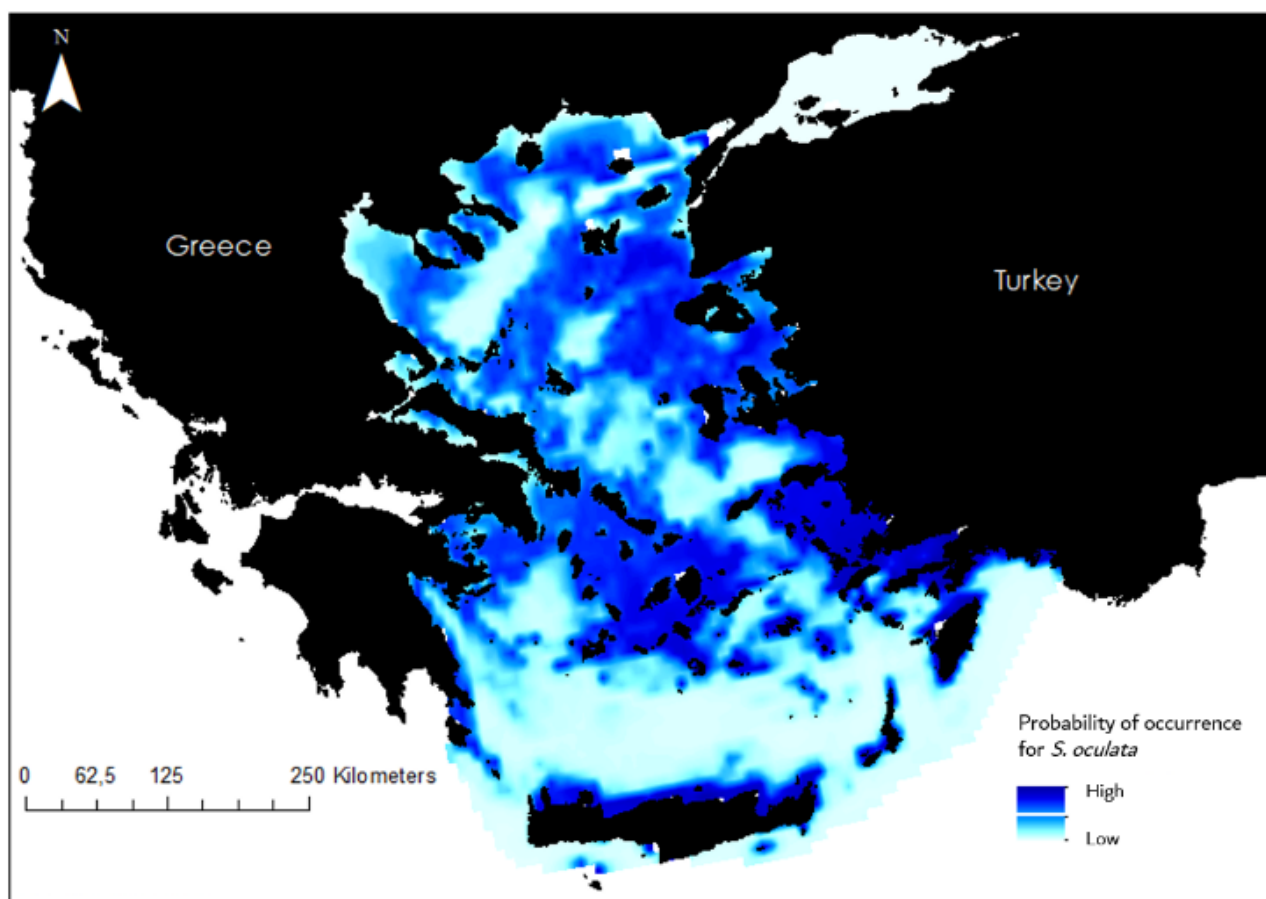 N
Greece
Turkey
Probability of occurrence
for S. oculata
High
Low
0 62,5 125 250 Kilometers